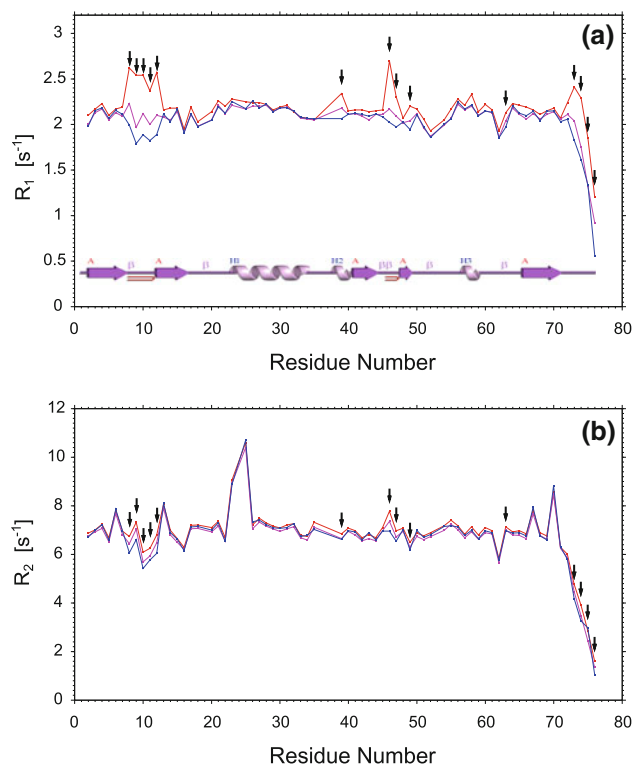 (a)
3
2.5
2
1.5
1
0.5
0
R1 [s-1]
A β A β H1 H2 A ββ A β H3 β A
0 10 20 30 40 50 60 70 80
Residue Number
(b)
12
10
8
6
4
2
0
R2 [s-1]
0 10 20 30 40 50 60 70 80
Residue Number